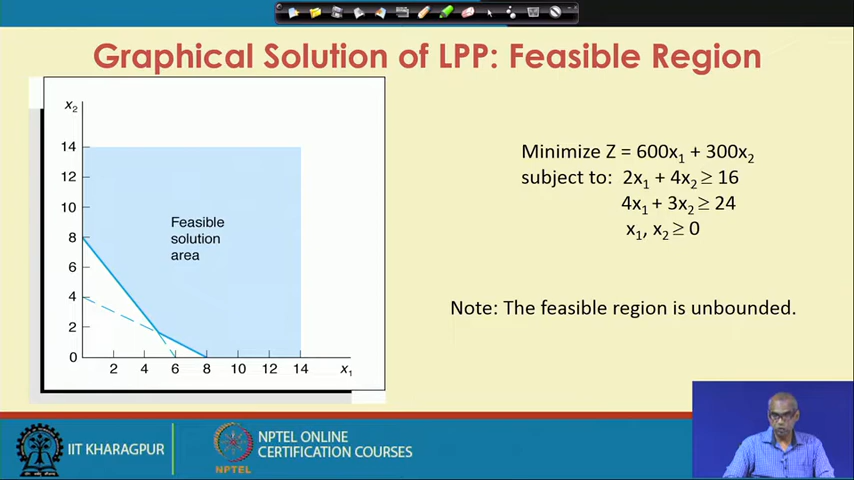 Graphical Solution of LPP: Feasible Region
x₂
14
12
10
8
6
4
2
0
Feasible
solution
area
2 4 6 8 10 12 14 x₁
Minimize Z = 600x₁ + 300x₂
subject to: 2x₁ + 4x₂ ≥ 16
4x₁ + 3x₂ ≥ 24
x₁, x₂ ≥ 0
Note: The feasible region is unbounded.
IIT KHARAGPUR
NPTEL
NPTEL ONLINE
CERTIFICATION COURSES